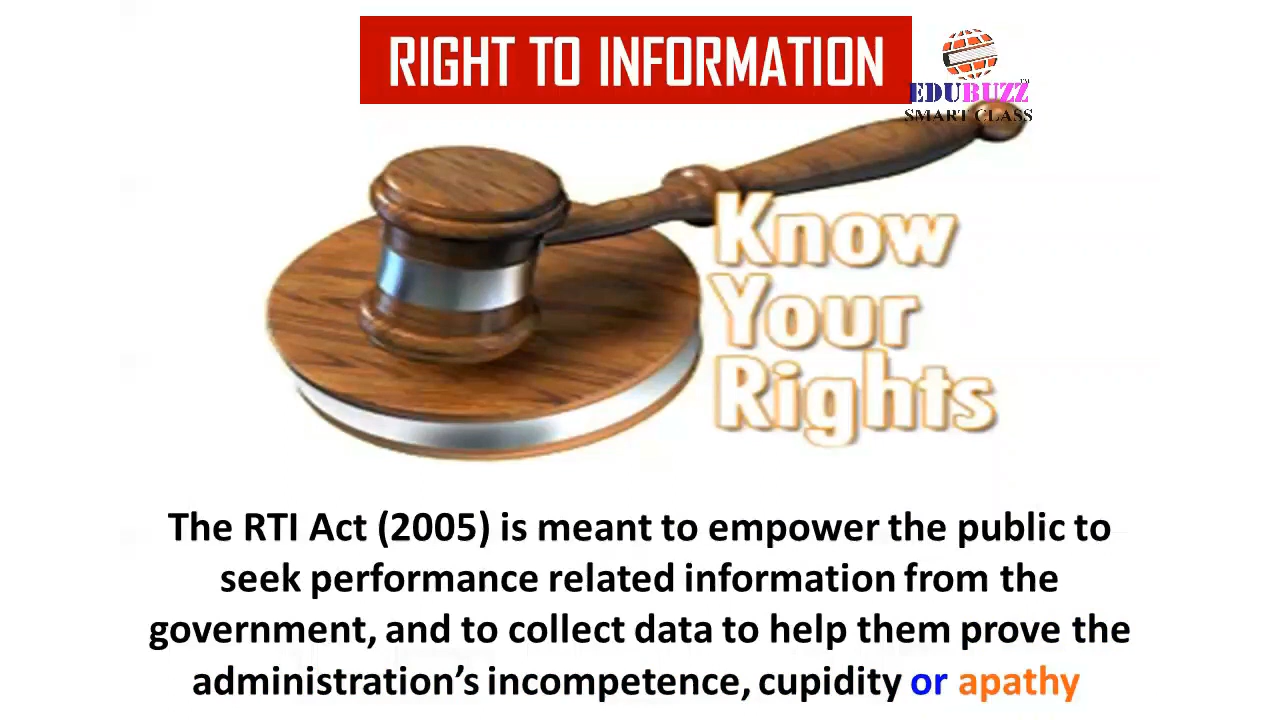 RIGHT TO INFORMATION
EDUBUZZ™
SMART CLASS
Know
Your
Rights
The RTI Act (2005) is meant to empower the public to
seek performance related information from the
government, and to collect data to help them prove the
administration’s incompetence, cupidity or apathy